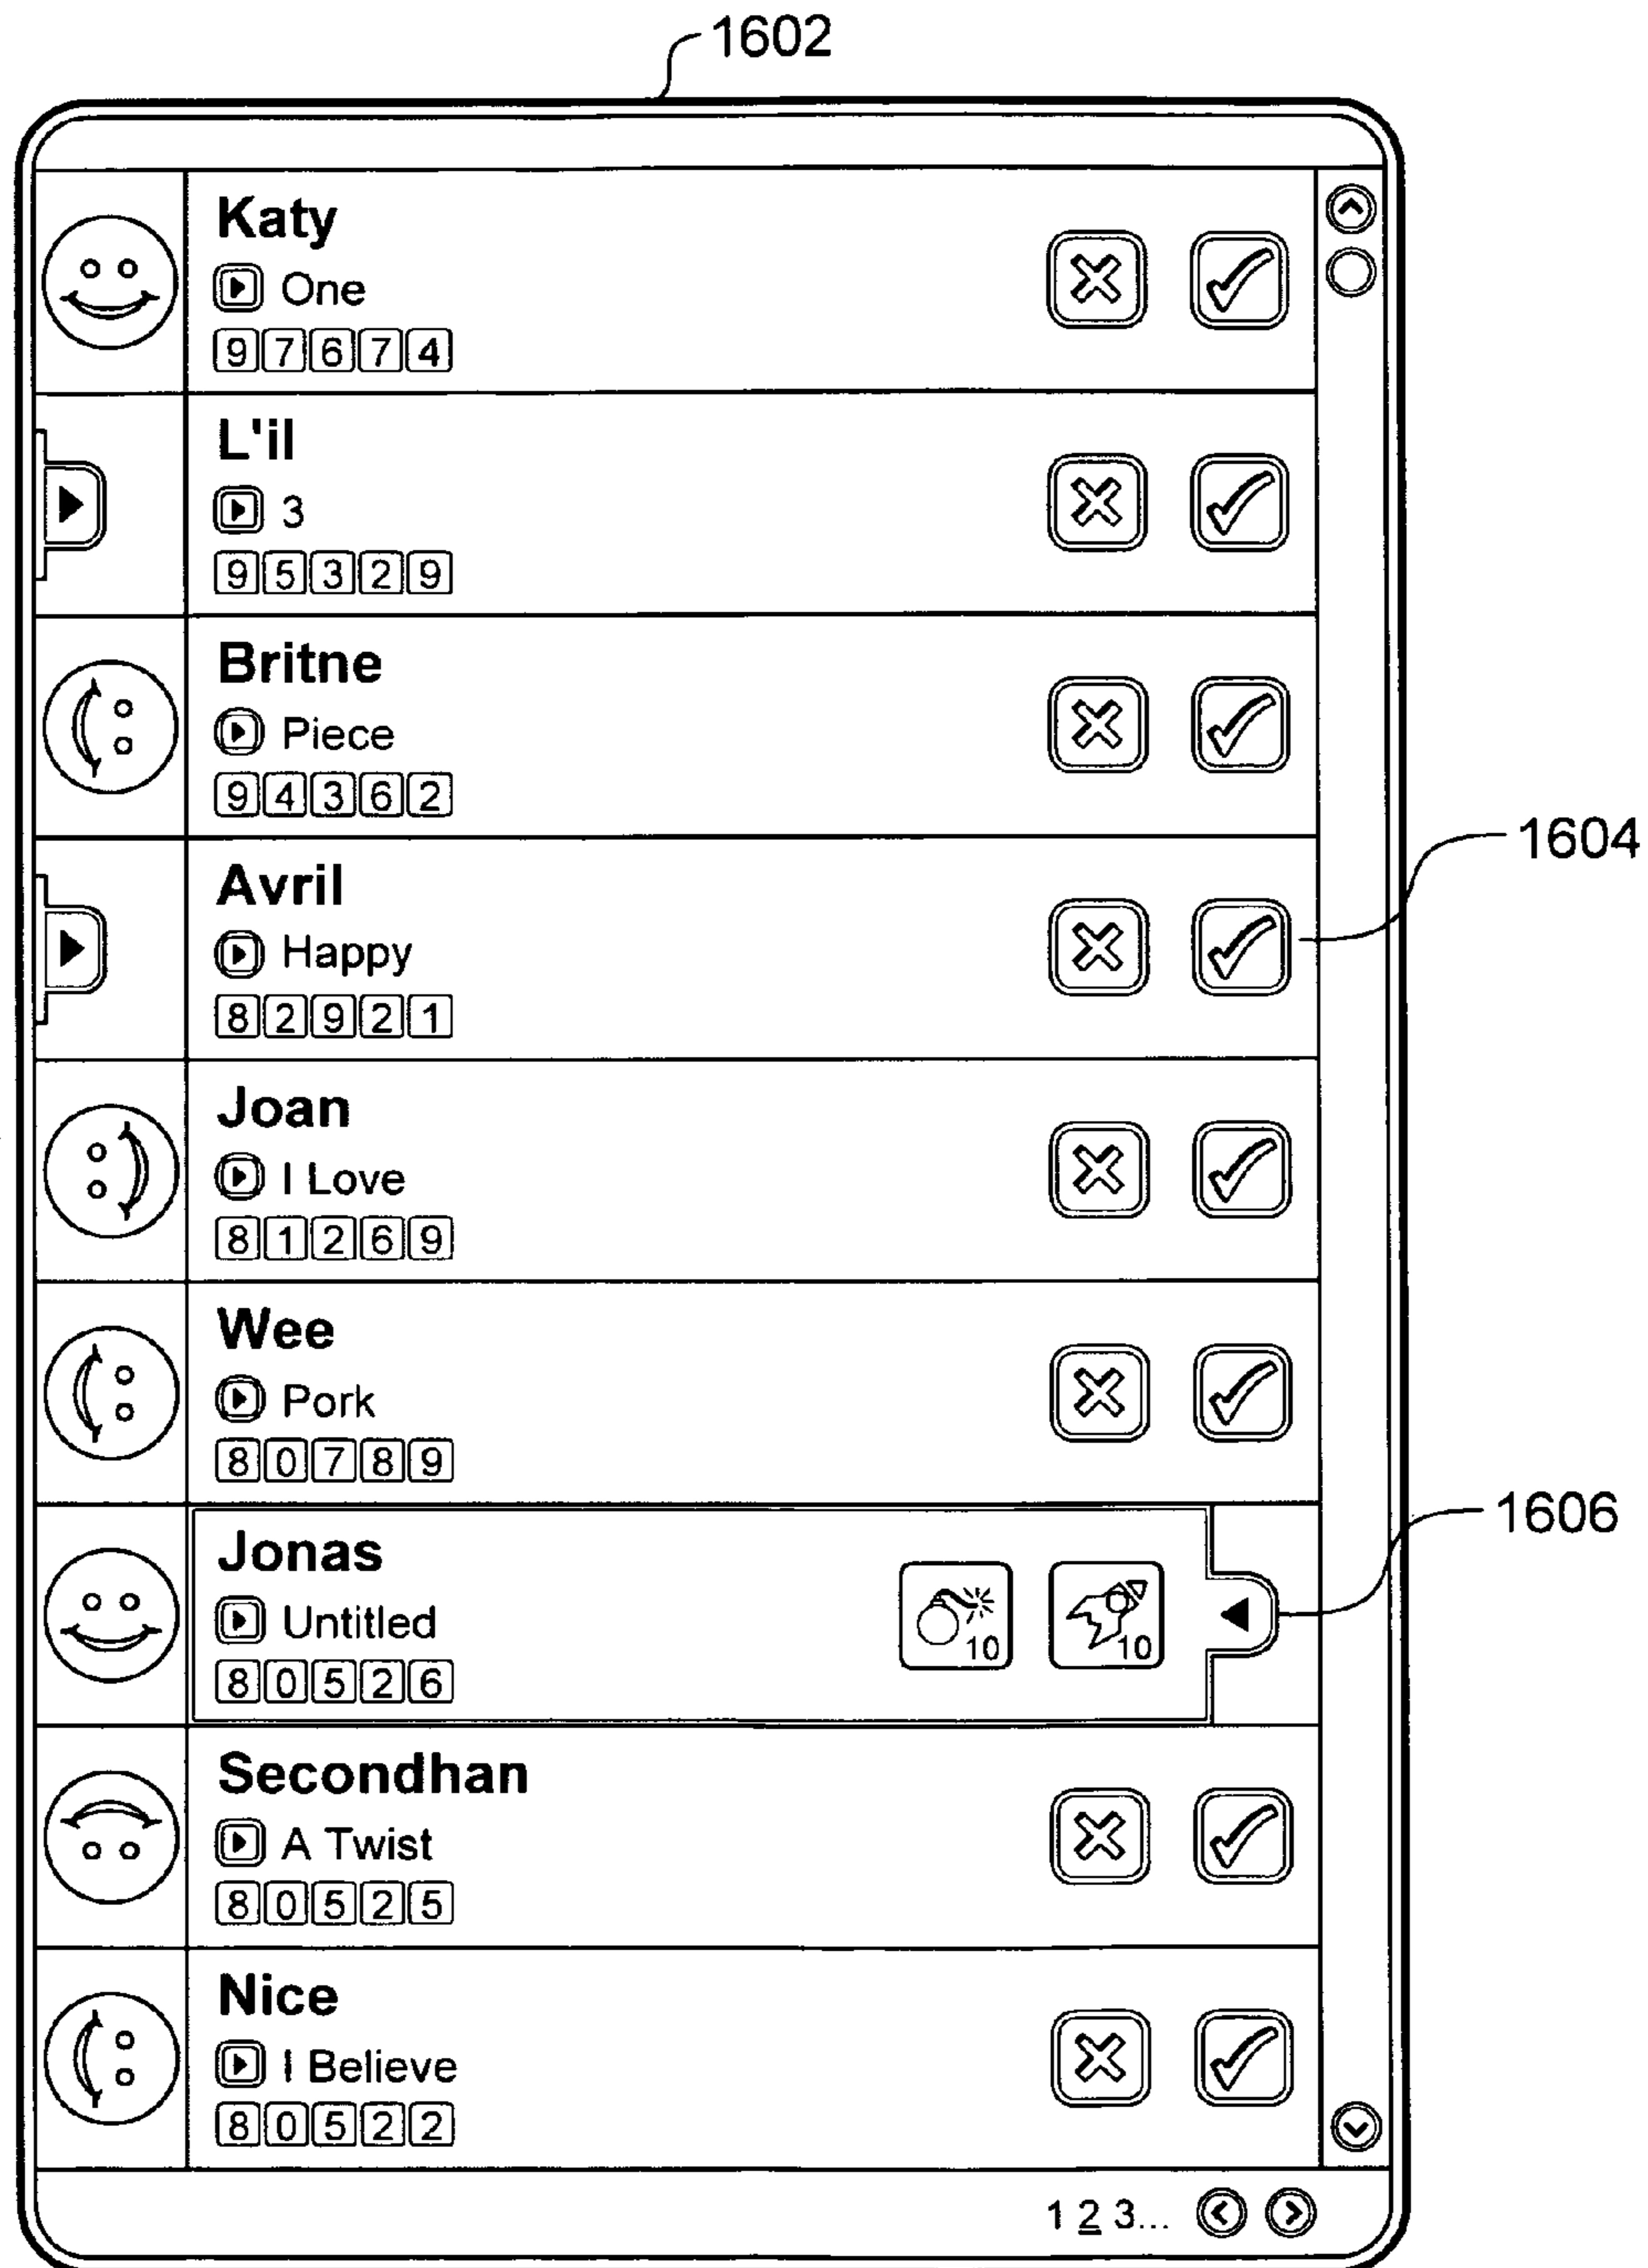 1602
Katy
One
97674
L'il
3
95329
Britne
Piece
94362
Avril
Happy
82921
1604
Joan
I Love
81269
Wee
Pork
80789
1606
Jonas
Untitled
10 10
80526
Secondhan
A Twist
80525
Nice
I Believe
80522
1 2 3...